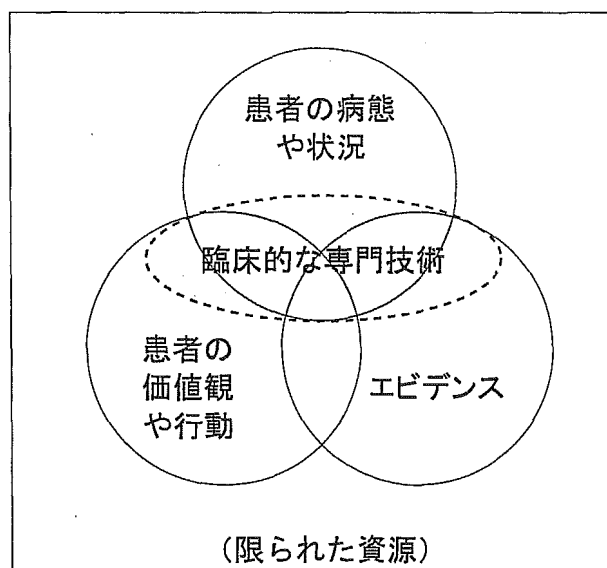 患者の病態
や状況
臨床的な専門技術
患者の
価値観
や行動
エビデンス
(限られた資源)